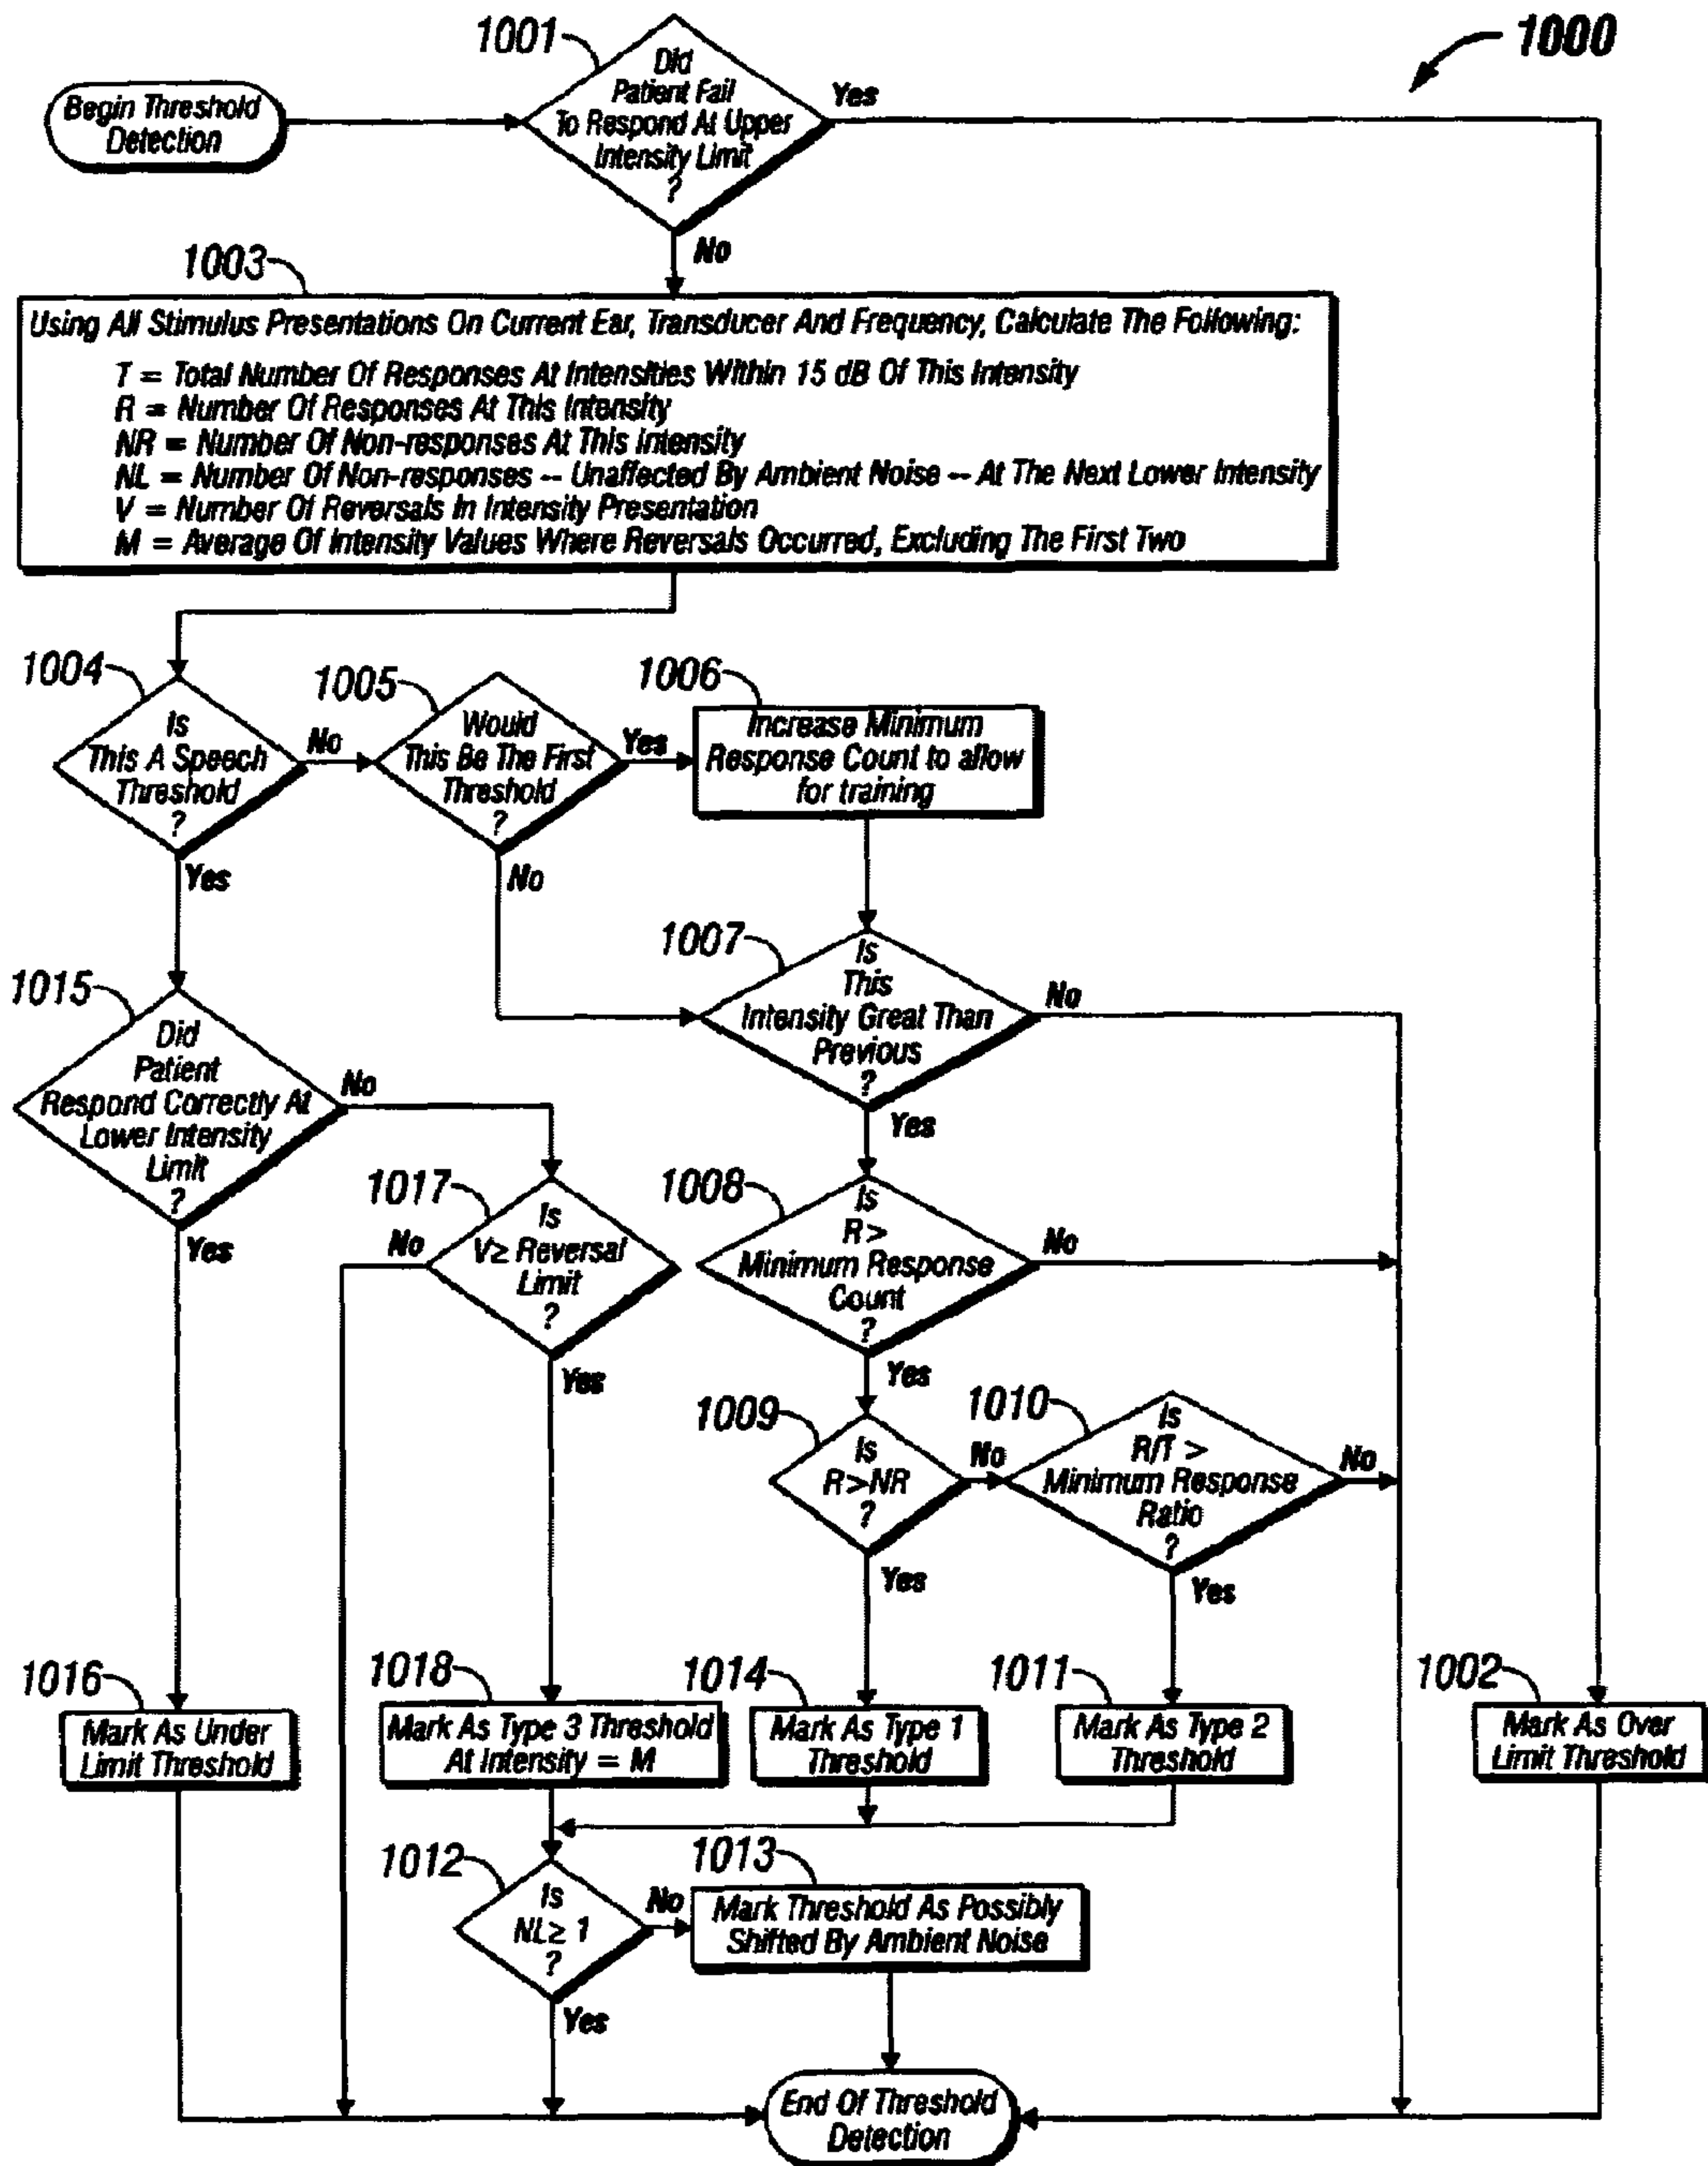 1000
1001
Begin Threshold
Detection
Did
Patient Fail
To Respond At Upper
Intensity Limit
?
Yes
No
1003
Using All Stimulus Presentations On Current Ear, Transducer And Frequency, Calculate The Following:
T = Total Number Of Responses At Intensities Within 15 dB Of This Intensity
R = Number Of Responses At This Intensity
NR = Number Of Non-responses At This Intensity
NL = Number Of Non-responses -- Unaffected By Ambient Noise -- At The Next Lower Intensity
V = Number Of Reversals In Intensity Presentation
M = Average Of Intensity Values Where Reversals Occurred, Excluding The First Two
1004
Is
This A Speech
Threshold
?
No
Yes
1005
Would
This Be The First
Threshold
?
Yes
No
1006
Increase Minimum
Response Count to allow
for training
1007
Is
This
Intensity Great Than
Previous
?
No
Yes
1015
Did
Patient
Respond Correctly At
Lower Intensity
Limit
?
No
Yes
1017
Is
V≥ Reversal
Limit
?
No
Yes
1008
Is
R>
Minimum Response
Count
?
No
Yes
1009
Is
R>NR
?
No
Yes
1010
Is
R/T >
Minimum Response
Ratio
?
No
Yes
1016
Mark As Under
Limit Threshold
1018
Mark As Type 3 Threshold
At Intensity = M
1014
Mark As Type 1
Threshold
1011
Mark As Type 2
Threshold
1002
Mark As Over
Limit Threshold
1012
Is
NL≥ 1
?
No
Yes
1013
Mark Threshold As Possibly
Shifted By Ambient Noise
End Of Threshold
Detection